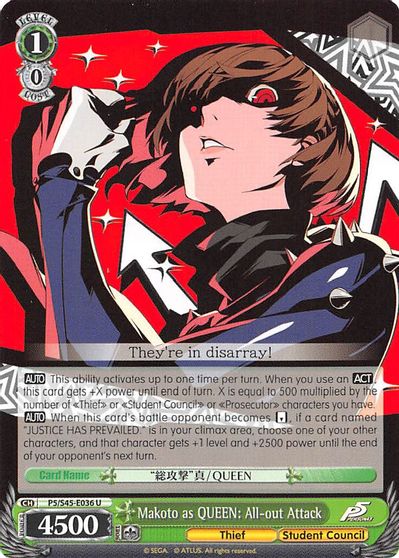 LEVEL
1
0
COST
They're in disarray!
AUTO This ability activates up to one time per turn. When you use an ACT
this card gets +X power until end of turn. X is equal to 500 multiplied by the
number of «Thief» or «Student Council» or «Prosecutor» characters you have.
AUTO When this card's battle opponent becomes [ ], if a card named
"JUSTICE HAS PREVAILED." is in your climax area, choose one of your other
characters, and that character gets +1 level and +2500 power until the end
of your opponent's next turn.
Card Name "総攻撃"真/QUEEN
CH P5/S45-E036 U
Makoto as QUEEN: All-out Attack
P5 PERSONA5
POWER 4500
Thief Student Council
© SEGA. © ATLUS. All rights reserved.